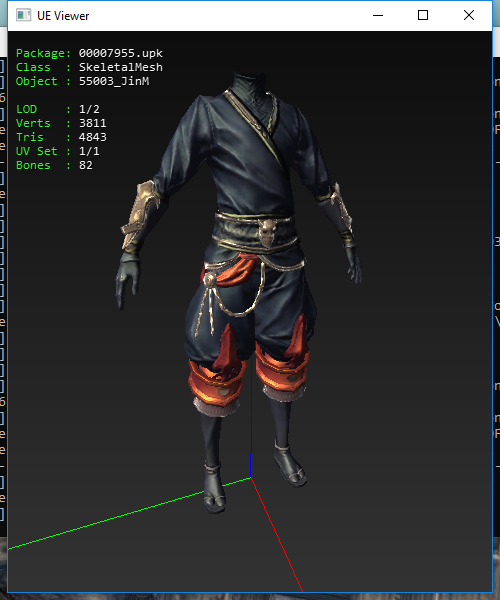 UE Viewer
Package: 00007955.upk
Class : SkeletalMesh
Object : 55003_JinM
LOD : 1/2
Verts : 3811
Tris : 4843
UV Set : 1/1
Bones : 82